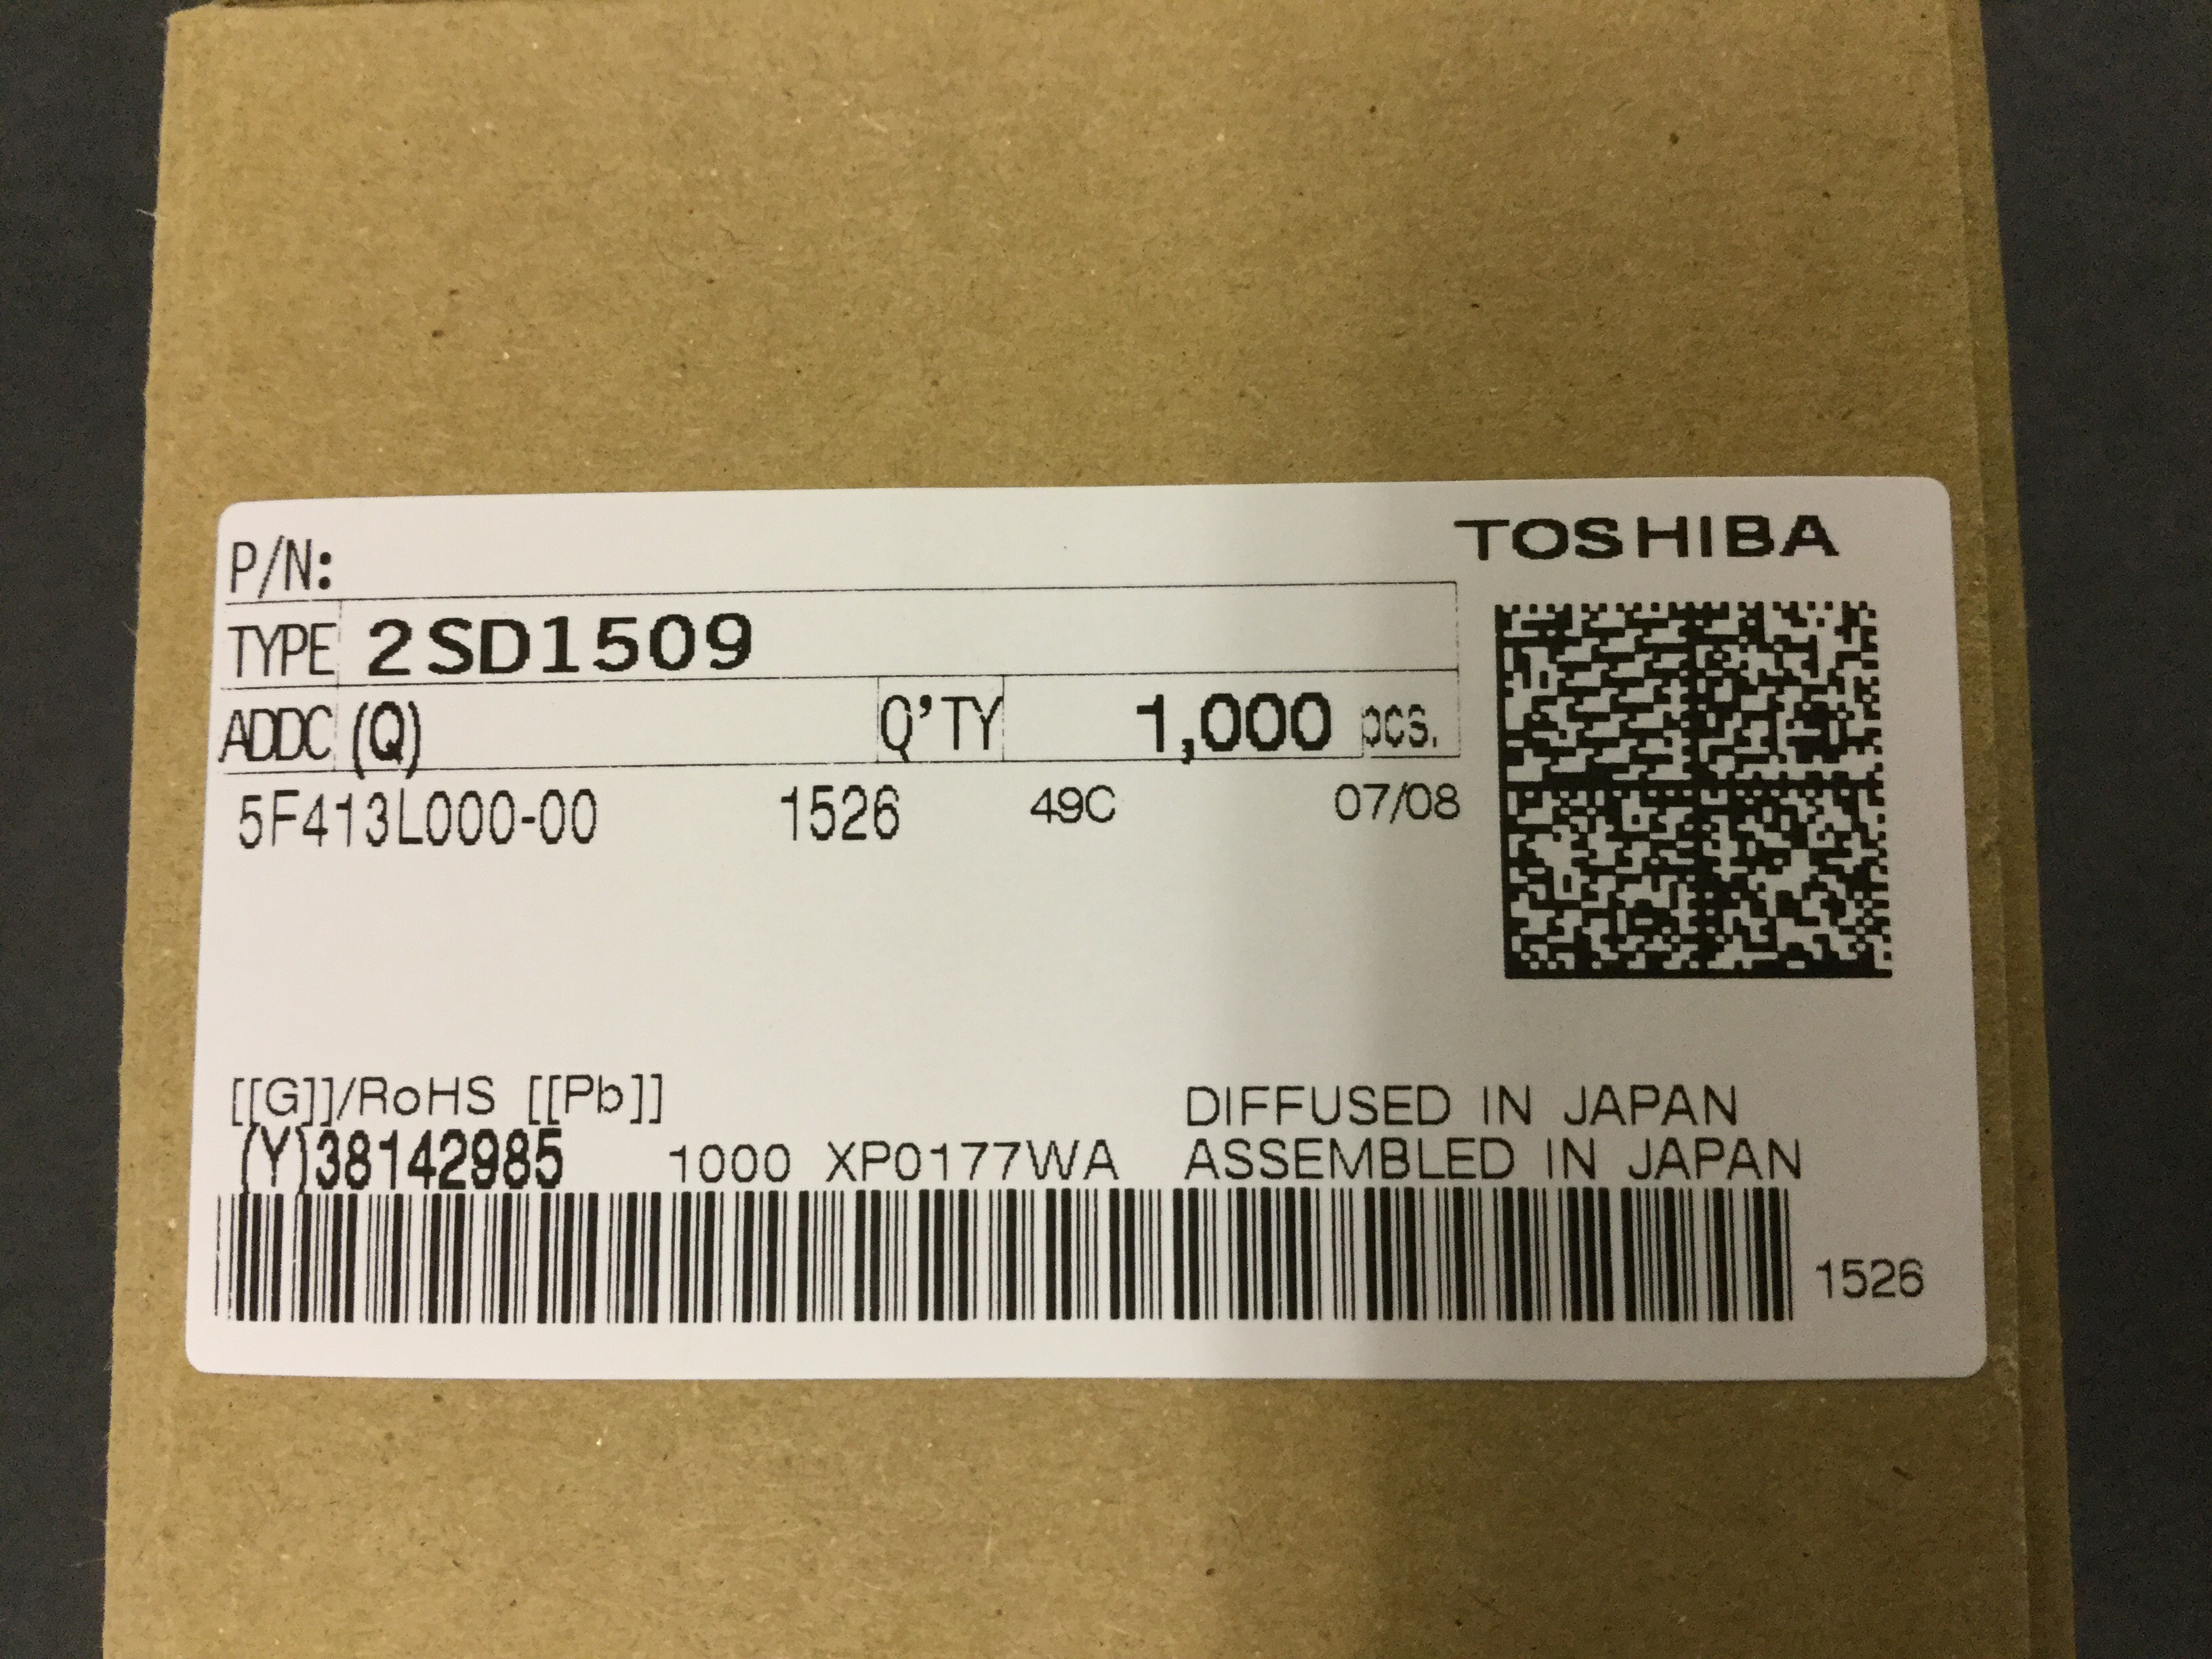 TOSHIBA
P/N:
TYPE 2SD1509
ADDC (Q) Q'TY 1,000 pcs.
5F413L000-00 1526 49C 07/08
[[G]]/RoHS [[Pb]] DIFFUSED IN JAPAN
(Y)38142985 1000 XP0177WA ASSEMBLED IN JAPAN
1526